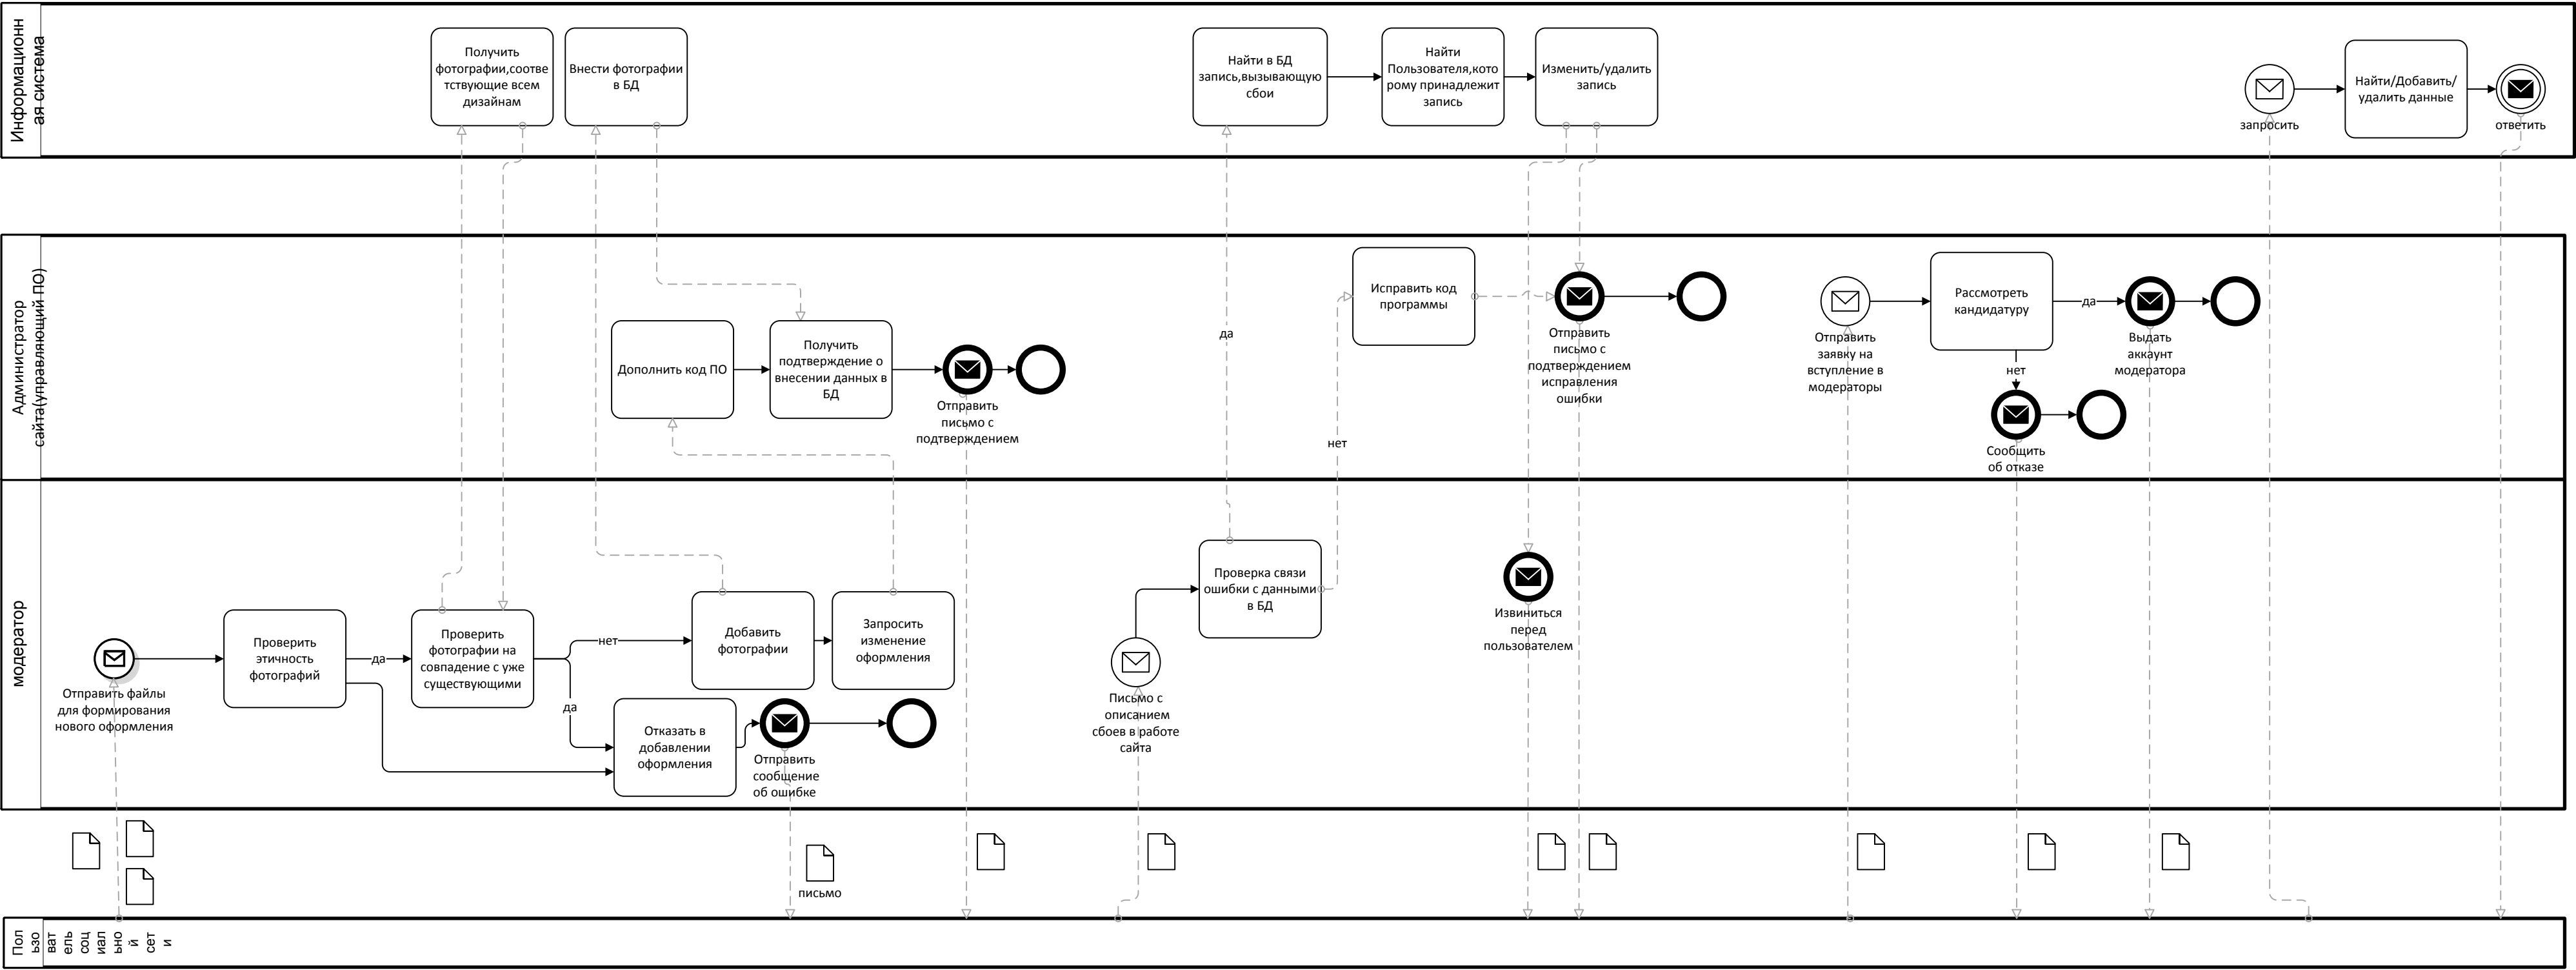 Информационн
ая система
Получить
фотографии,соотве
тствующие всем
дизайнам
Внести фотографии
в БД
Найти в БД
запись,вызывающую
сбои
Найти
Пользователя,кото
рому принадлежит
запись
Изменить/удалить
запись
запросить
Найти/Добавить/
удалить данные
ответить
Администратор
сайта(управляющий ПО)
Дополнить код ПО
Получить
подтверждение о
внесении данных в
БД
Отправить
письмо с
подтверждением
да
нет
Исправить код
программы
Отправить
письмо с
подтверждением
исправления
ошибки
Отправить
заявку на
вступление в
модераторы
Рассмотреть
кандидатуру
да
нет
Выдать
аккаунт
модератора
Сообщить
об отказе
модератор
Отправить файлы
для формирования
нового оформления
Проверить
этичность
фотографий
да
Проверить
фотографии на
совпадение с уже
существующими
нет
да
Добавить
фотографии
Запросить
изменение
оформления
Отказать в
добавлении
оформления
Отправить
сообщение
об ошибке
Письмо с
описанием
сбоев в работе
сайта
Проверка связи
ошибки с данными
в БД
Извиниться
перед
пользователем
письмо
Пол
ьзо
ват
ель
соц
иал
ьно
й
сет
и